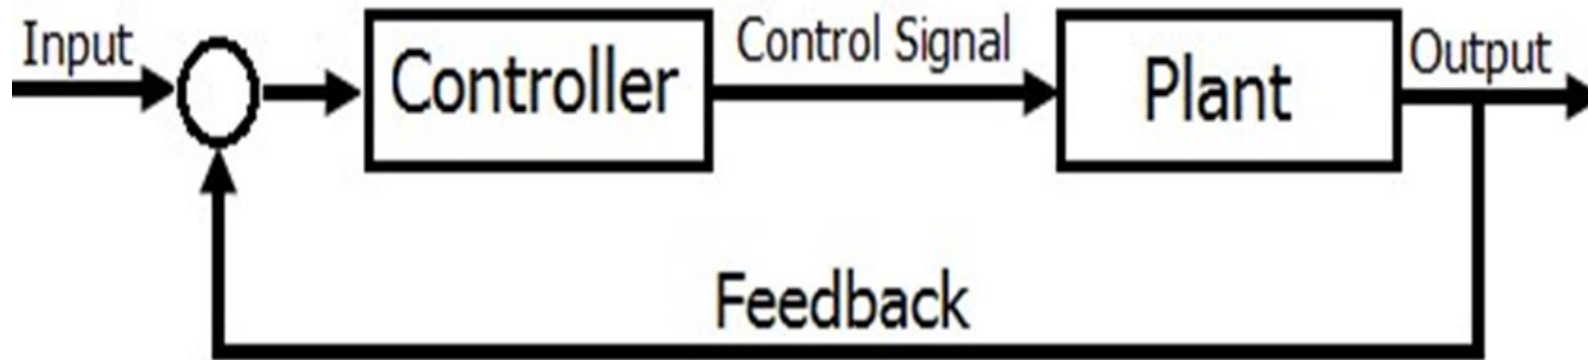 Input
Controller
Control Signal
Plant
Output
Feedback